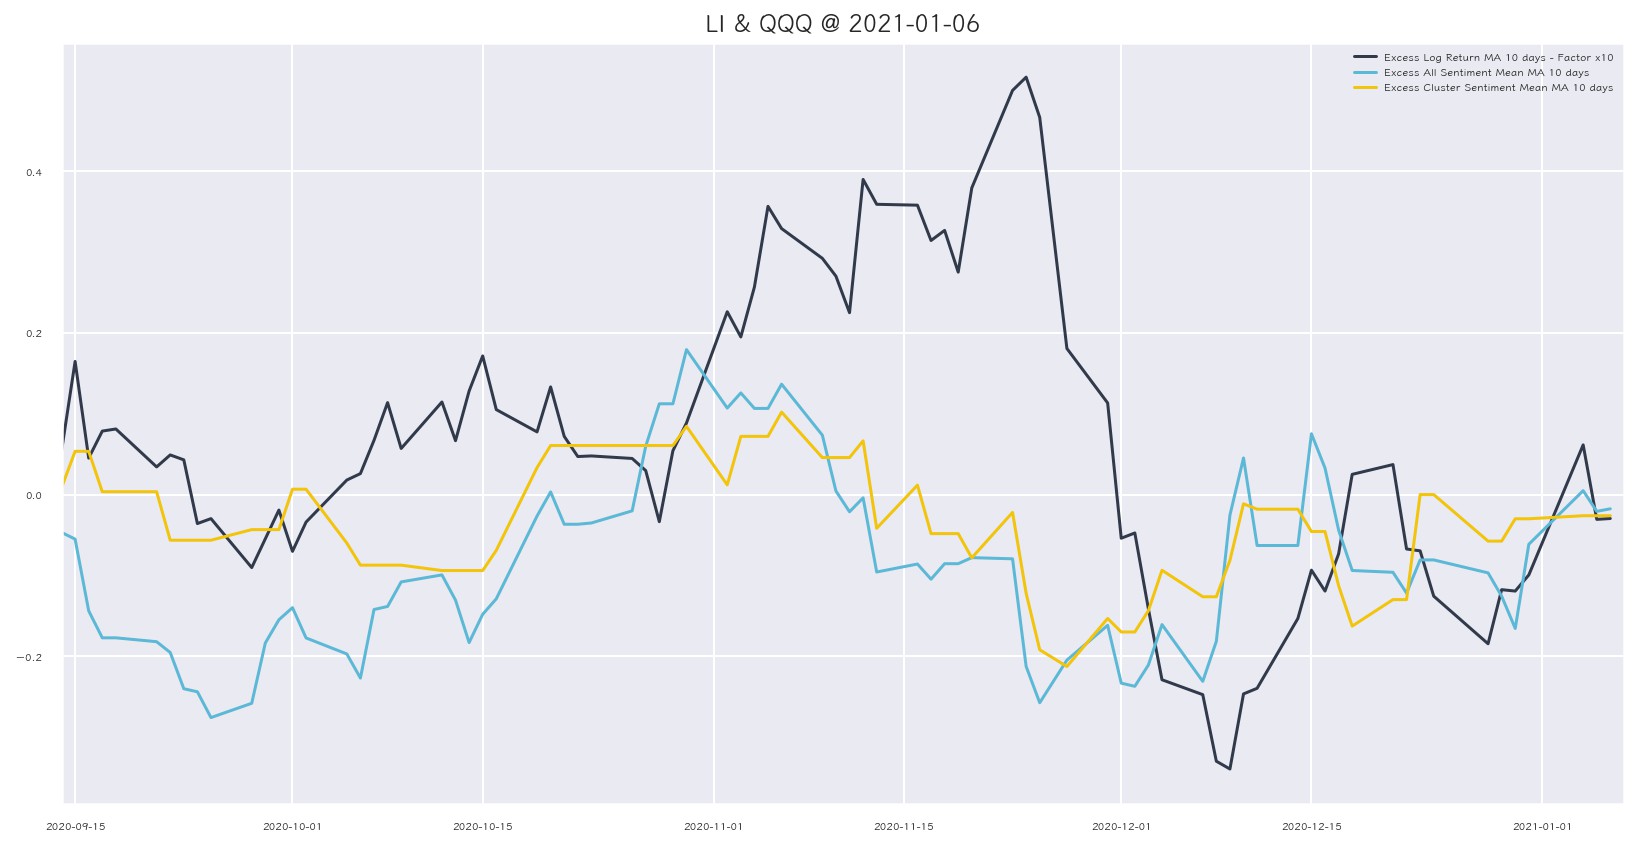 LI & QQQ @ 2021-01-06
Excess Log Return MA 10 days - Factor x10
Excess All Sentiment Mean MA 10 days
Excess Cluster Sentiment Mean MA 10 days
0.4
0.2
0.0
−0.2
2020-09-15 2020-10-01 2020-10-15 2020-11-01 2020-11-15 2020-12-01 2020-12-15 2021-01-01